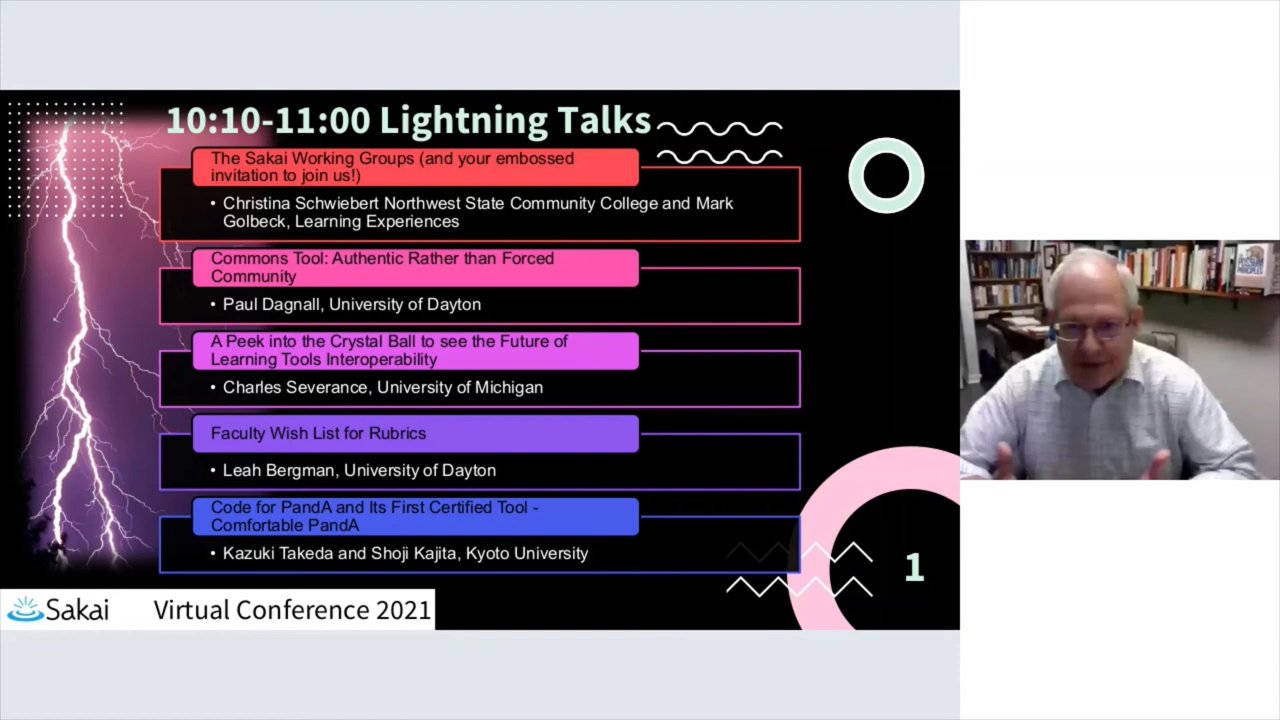 10:10-11:00 Lightning Talks
The Sakai Working Groups (and your embossed
invitation to join us!)
• Christina Schwiebert Northwest State Community College and Mark
Golbeck, Learning Experiences
Commons Tool: Authentic Rather than Forced
Community
• Paul Dagnall, University of Dayton
A Peek into the Crystal Ball to see the Future of
Learning Tools Interoperability
• Charles Severance, University of Michigan
Faculty Wish List for Rubrics
• Leah Bergman, University of Dayton
Code for PandA and Its First Certified Tool -
Comfortable PandA
• Kazuki Takeda and Shoji Kajita, Kyoto University
1
Sakai Virtual Conference 2021